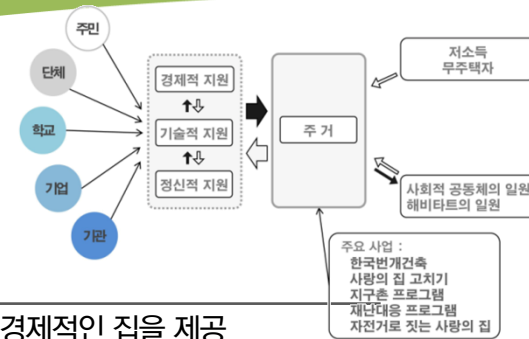 주민
단체
학교
기업
기관
경제적 지원
기술적 지원
정신적 지원
주 거
저소득
무주택자
사회적 공동체의 일원
해비타트의 일원
주요 사업 :
한국번개건축
사랑의 집 고치기
지구촌 프로그램
재난대응 프로그램
자전거로 짓는 사랑의 집
경제적인 집을 제공